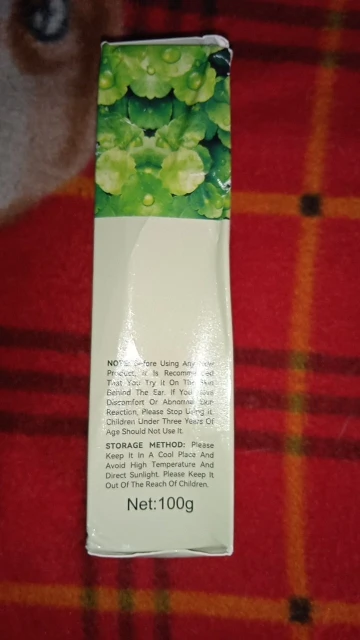 NOTE: Before Using Any New
Product, It Is Recommended
That You Try It On The Skin
Behind The Ear. If You Have
Discomfort Or Abnormal Skin
Reaction, Please Stop Using it.
Children Under Three Years Of
Age Should Not Use It.
STORAGE METHOD: Please
Keep It In A Cool Place And
Avoid High Temperature And
Direct Sunlight. Please Keep It
Out Of The Reach Of Children.
Net:100g